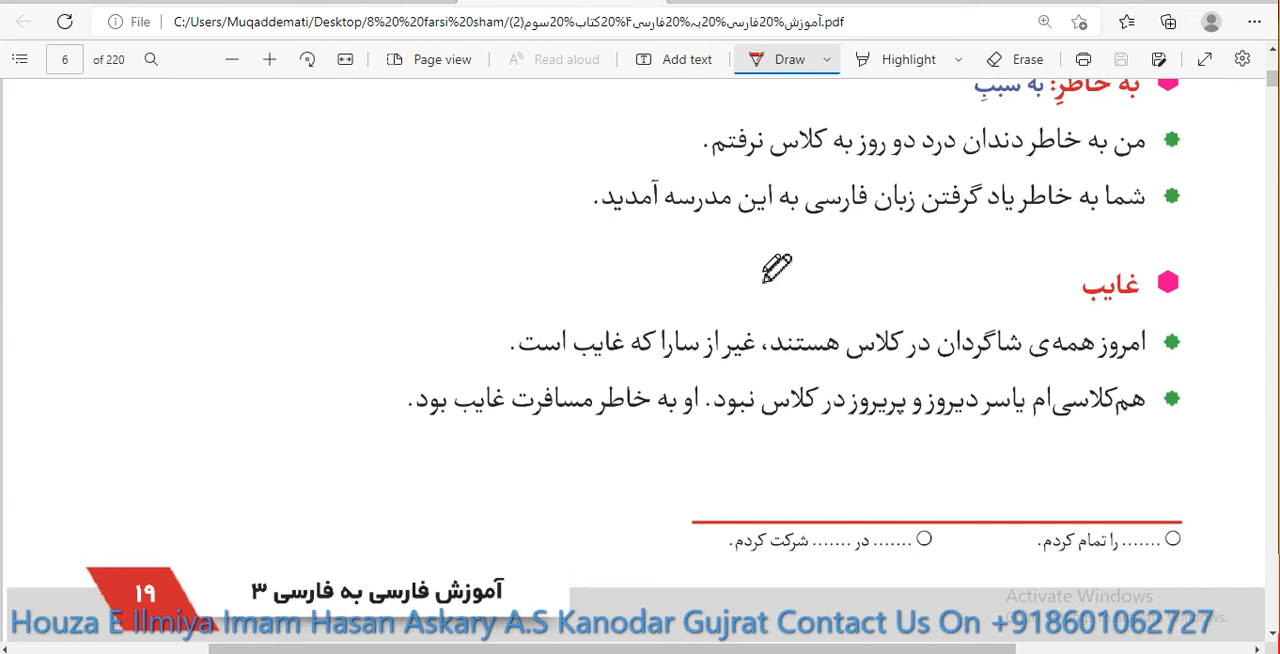 File C:/Users/Muqaddemati/Desktop/8%20%20farsi%20sham/(2)آموزش%20فارسی%20به%20فارسی۴%20کتاب%20سوم.pdf
6 of 220 Page view Read aloud Add text Draw Highlight Erase
به خاطرِ: به سببِ
من به خاطر دندان درد دو روز به کلاس نرفتم.
شما به خاطر یاد گرفتن زبان فارسی به این مدرسه آمدید.
غایب
امروز همه‌ی شاگردان در کلاس هستند، غیر از سارا که غایب است.
هم‌کلاسی‌ام یاسر دیروز و پریروز در کلاس نبود. او به خاطر مسافرت غایب بود.
....... را تمام کردم. ....... در ....... شرکت کردم.
۱۹ آموزش فارسی به فارسی ۳
Activate Windows
Houza E Ilmiya Imam Hasan Askary A.S Kanodar Gujrat Contact Us On +918601062727